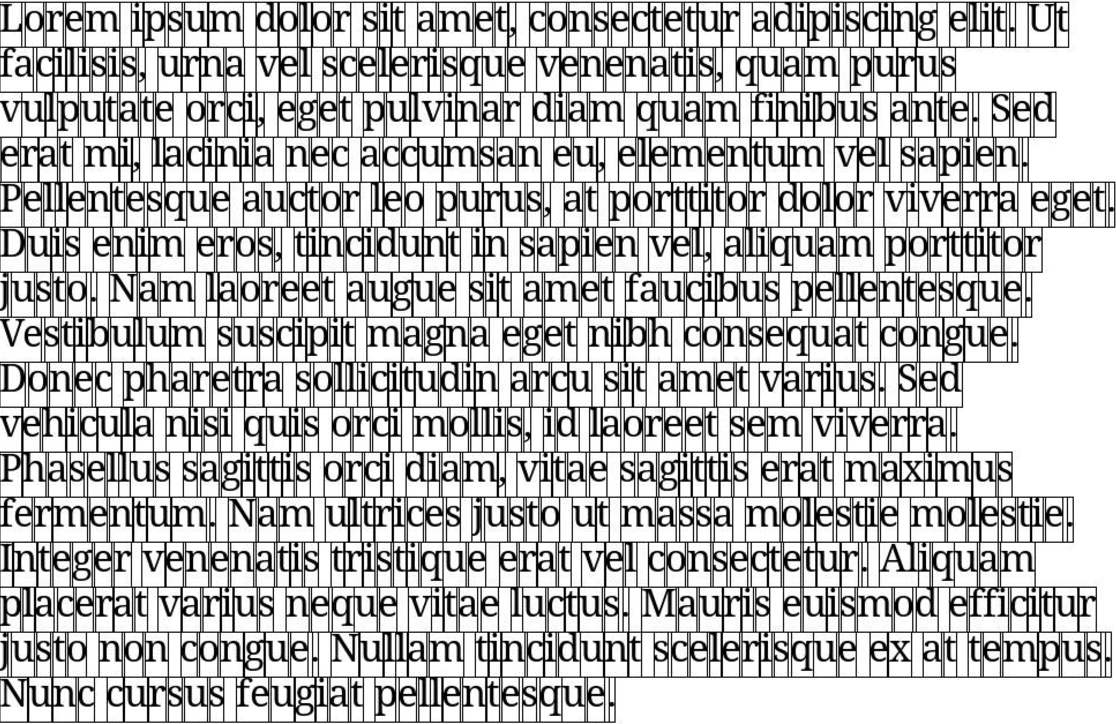 Lorem ipsum dolor sit amet, consectetur adipiscing elit. Ut
facilisis, urna vel scelerisque venenatis, quam purus
vulputate orci, eget pulvinar diam quam finibus ante. Sed
erat mi, lacinia nec accumsan eu, elementum vel sapien.
Pellentesque auctor leo purus, at porttitor dolor viverra eget.
Duis enim eros, tincidunt in sapien vel, aliquam porttitor
justo. Nam laoreet augue sit amet faucibus pellentesque.
Vestibulum suscipit magna eget nibh consequat congue.
Donec pharetra sollicitudin arcu sit amet varius. Sed
vehicula nisi quis orci mollis, id laoreet sem viverra.
Phasellus sagittis orci diam, vitae sagittis erat maximus
fermentum. Nam ultrices justo ut massa molestie molestie.
Integer venenatis tristique erat vel consectetur. Aliquam
placerat varius neque vitae luctus. Mauris euismod efficitur
justo non congue. Nullam tincidunt scelerisque ex at tempus.
Nunc cursus feugiat pellentesque.